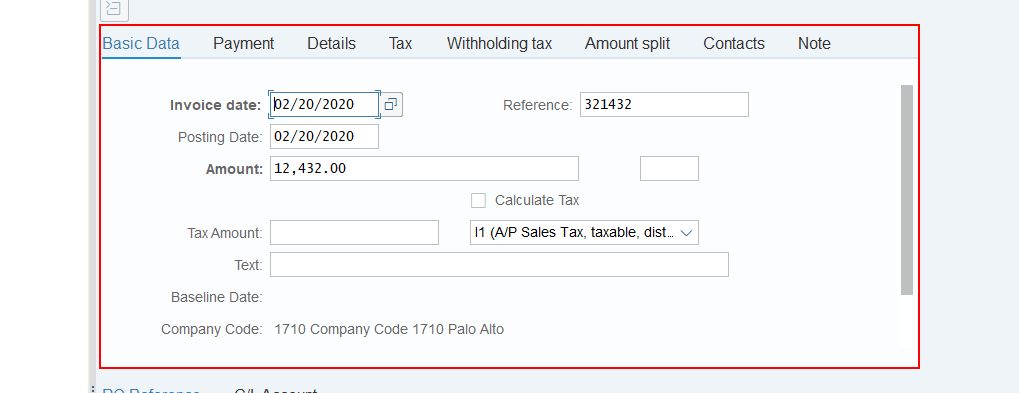 Basic Data Payment Details Tax Withholding tax Amount split Contacts Note
Invoice date: 02/20/2020 Reference: 321432
Posting Date: 02/20/2020
Amount: 12,432.00
Calculate Tax
Tax Amount: I1 (A/P Sales Tax, taxable, dist...
Text:
Baseline Date:
Company Code: 1710 Company Code 1710 Palo Alto
PO Reference G/L Account